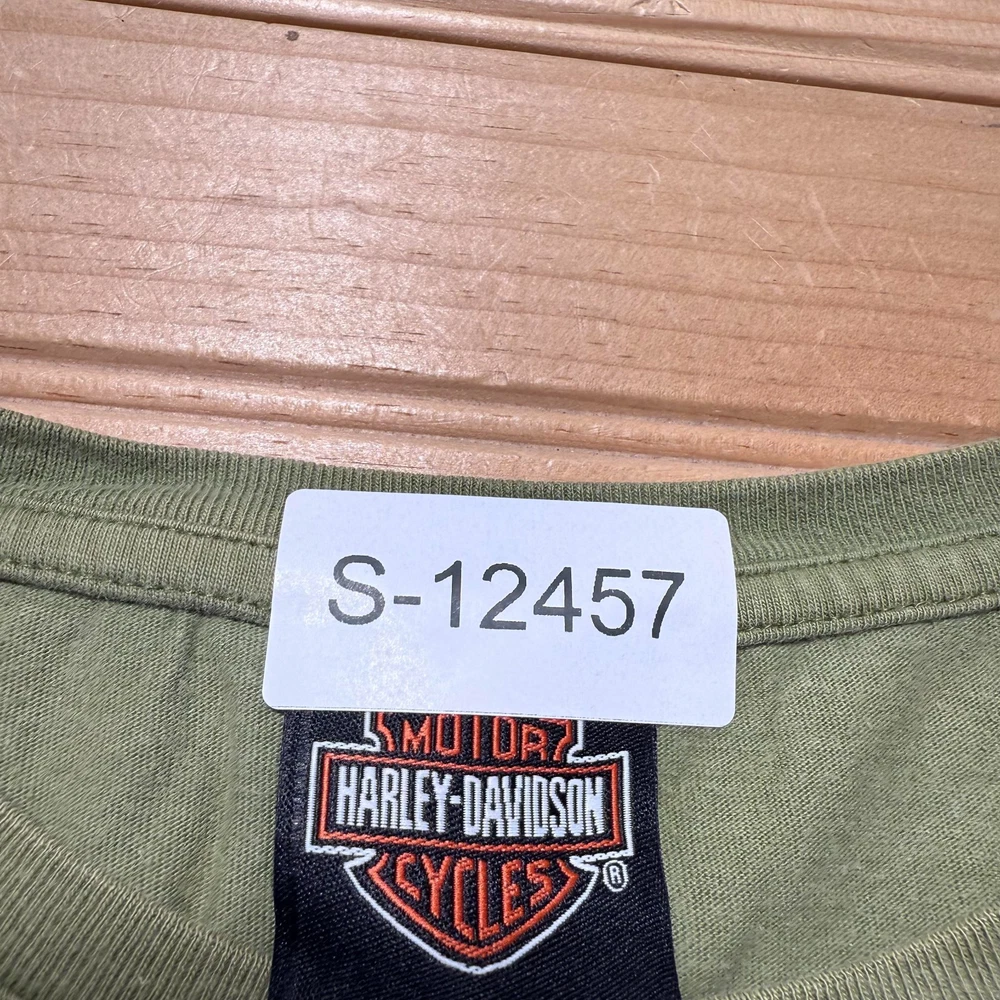 S-12457
MOTOR
HARLEY-DAVIDSON
CYCLES
®